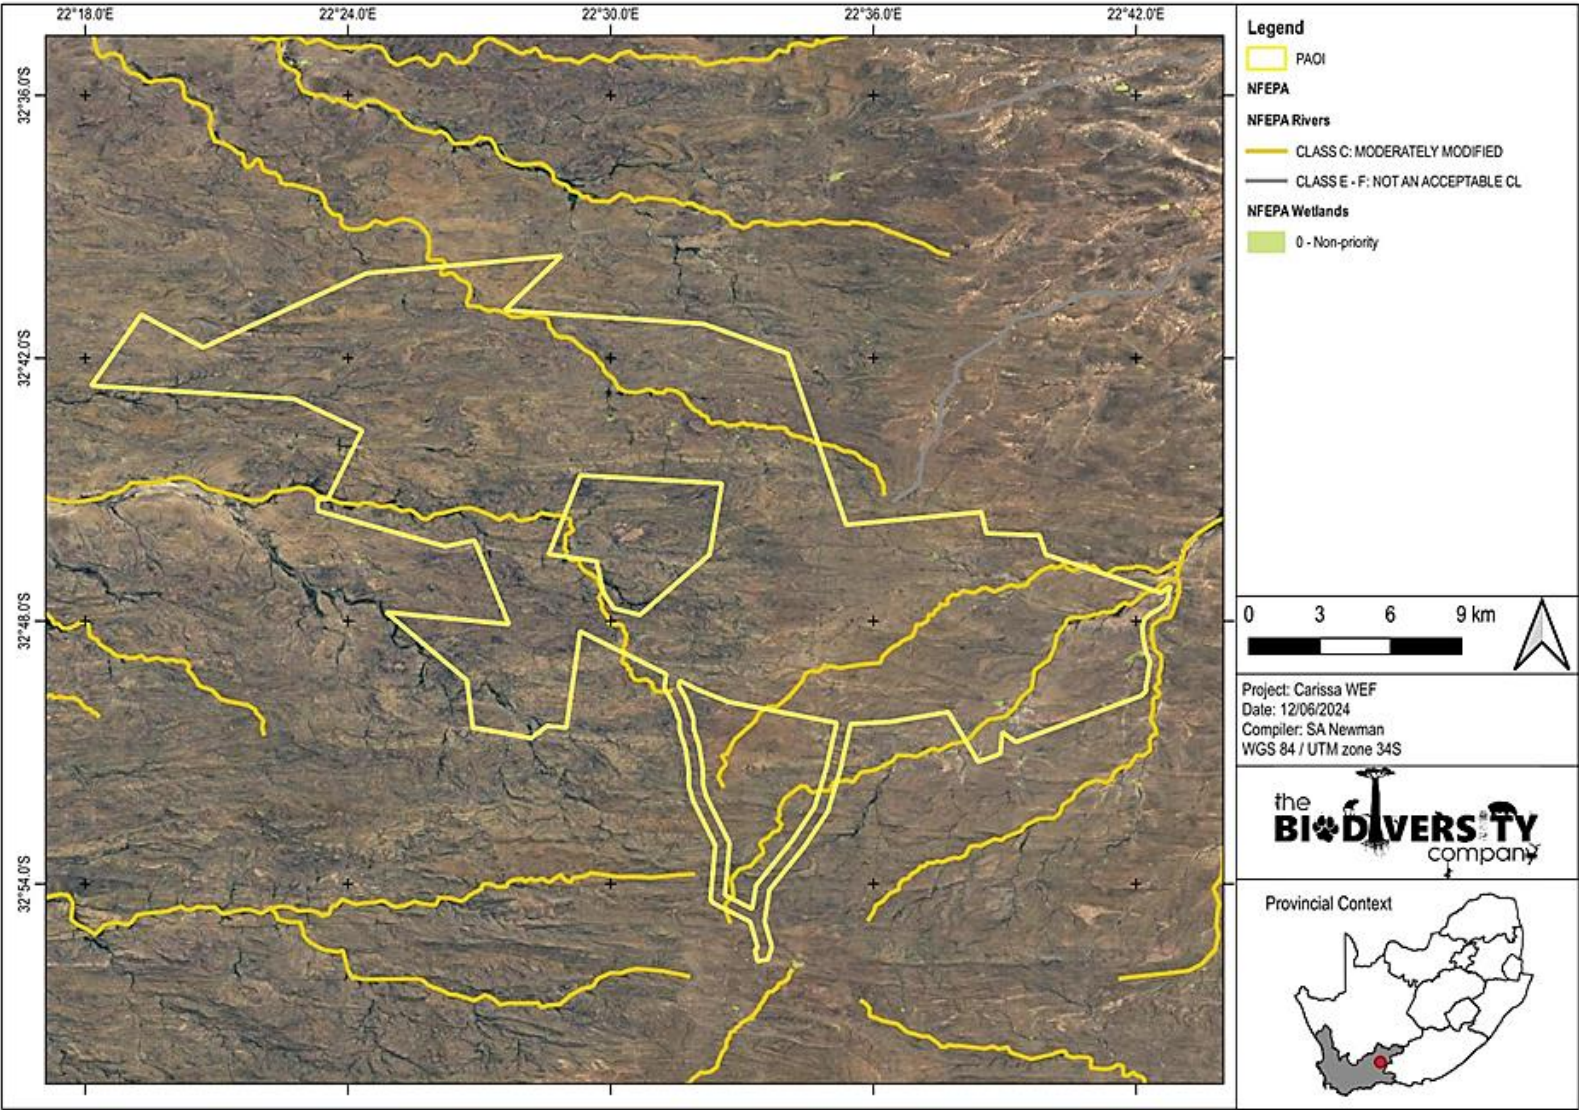 22°18.0'E 22°24.0'E 22°30.0'E 22°36.0'E 22°42.0'E
32°36.0'S
32°42.0'S
32°48.0'S
32°54.0'S
Legend
PAOI
NFEPA
NFEPA Rivers
CLASS C: MODERATELY MODIFIED
CLASS E - F: NOT AN ACCEPTABLE CL
NFEPA Wetlands
0 - Non-priority
0 3 6 9 km
Project: Carissa WEF
Date: 12/06/2024
Compiler: SA Newman
WGS 84 / UTM zone 34S
the
BIODIVERSITY
company
Provincial Context